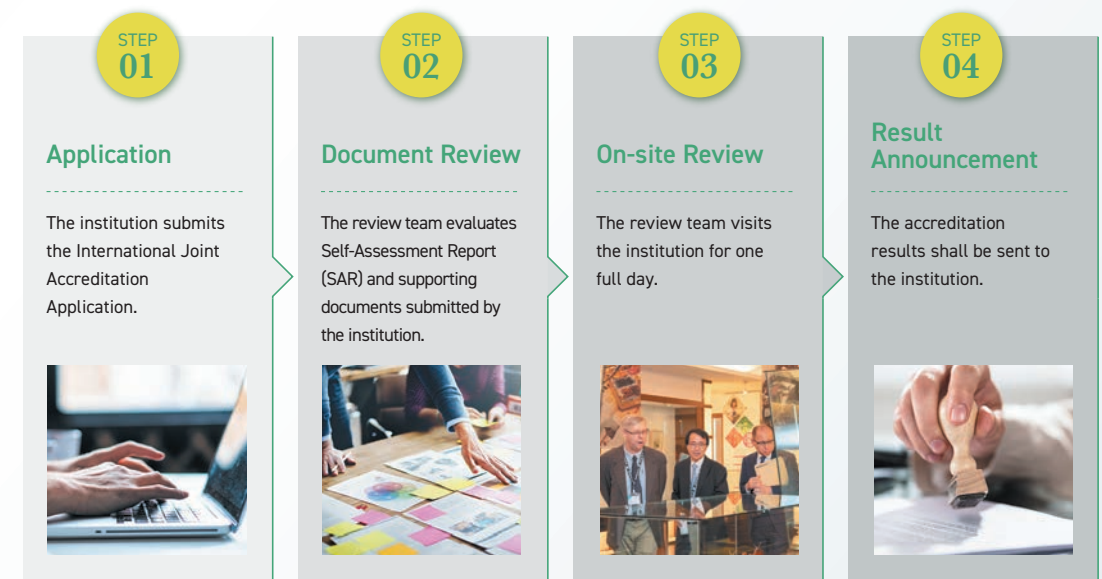 STEP
01
Application
The institution submits
the International Joint
Accreditation
Application.
STEP
02
Document Review
The review team evaluates
Self-Assessment Report
(SAR) and supporting
documents submitted by
the institution.
STEP
03
On-site Review
The review team visits
the institution for one
full day.
STEP
04
Result
Announcement
The accreditation
results shall be sent to
the institution.